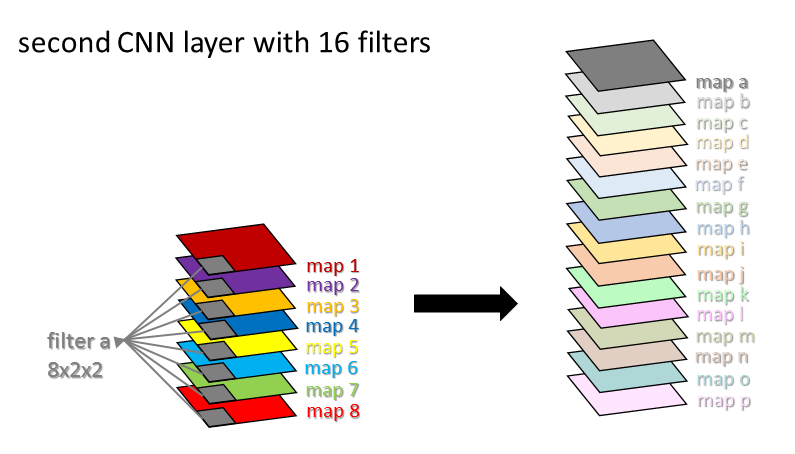 second CNN layer with 16 filters
filter a
8x2x2
map 1
map 2
map 3
map 4
map 5
map 6
map 7
map 8
map a
map b
map c
map d
map e
map f
map g
map h
map i
map j
map k
map l
map m
map n
map o
map p